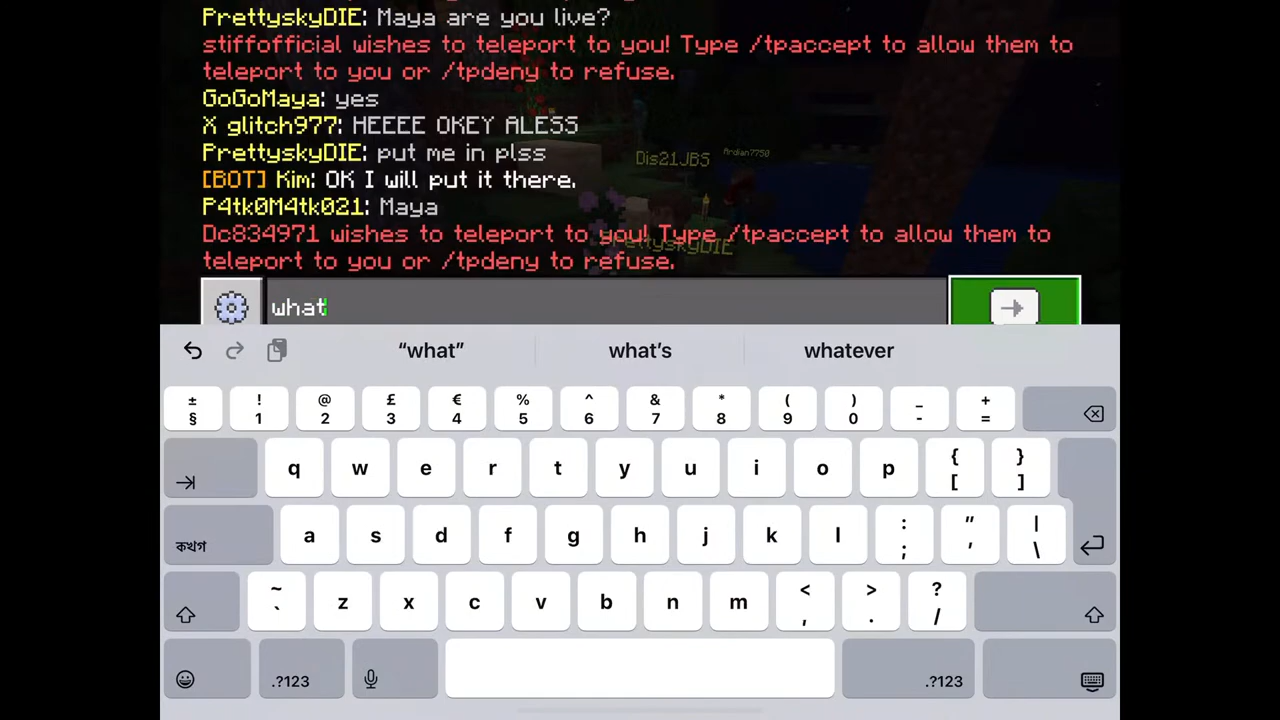 PrettyskyDIE: Maya are you live?
stiffofficial wishes to teleport to you! Type /tpaccept to allow them to
teleport to you or /tpdeny to refuse.
GoGoMaya: yes
X glitch977: HEEEE OKEY ALESS
PrettyskyDIE: put me in plss
Dis21JBS Ardian7750
[BOT] Kim: OK I will put it there.
P4tk0M4tk021: Maya
Dc834971 wishes to teleport to you! Type /tpaccept to allow them to
PrettyskyDIE
teleport to you or /tpdeny to refuse.
what
“what” what's whatever
± ! @ £ € % ^ & * ( ) _ +
§ 1 2 3 4 5 6 7 8 9 0 - =
q w e r t y u i o p { }
[ ]
a s d f g h j k l : " |
কখগ ; ' \
~ z x c v b n m < > ?
` , . /
.?123 .?123